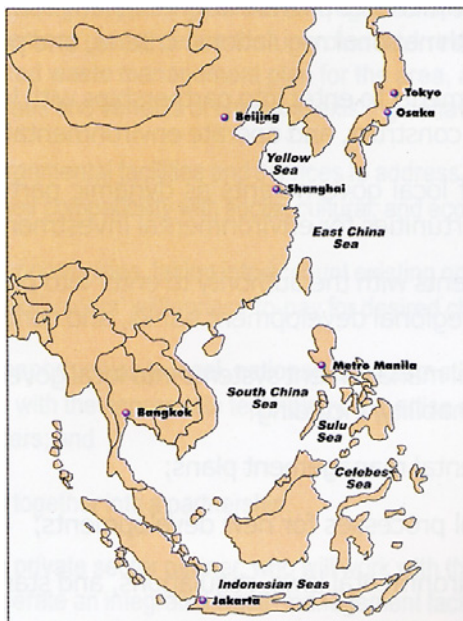 Tokyo
Beijing
Osaka
Yellow
Sea
Shanghai
East China
Sea
Metro Manila
South China
Sea
Bangkok
Sulu
Sea
Celebes
Sea
Indonesian Seas
Jakarta